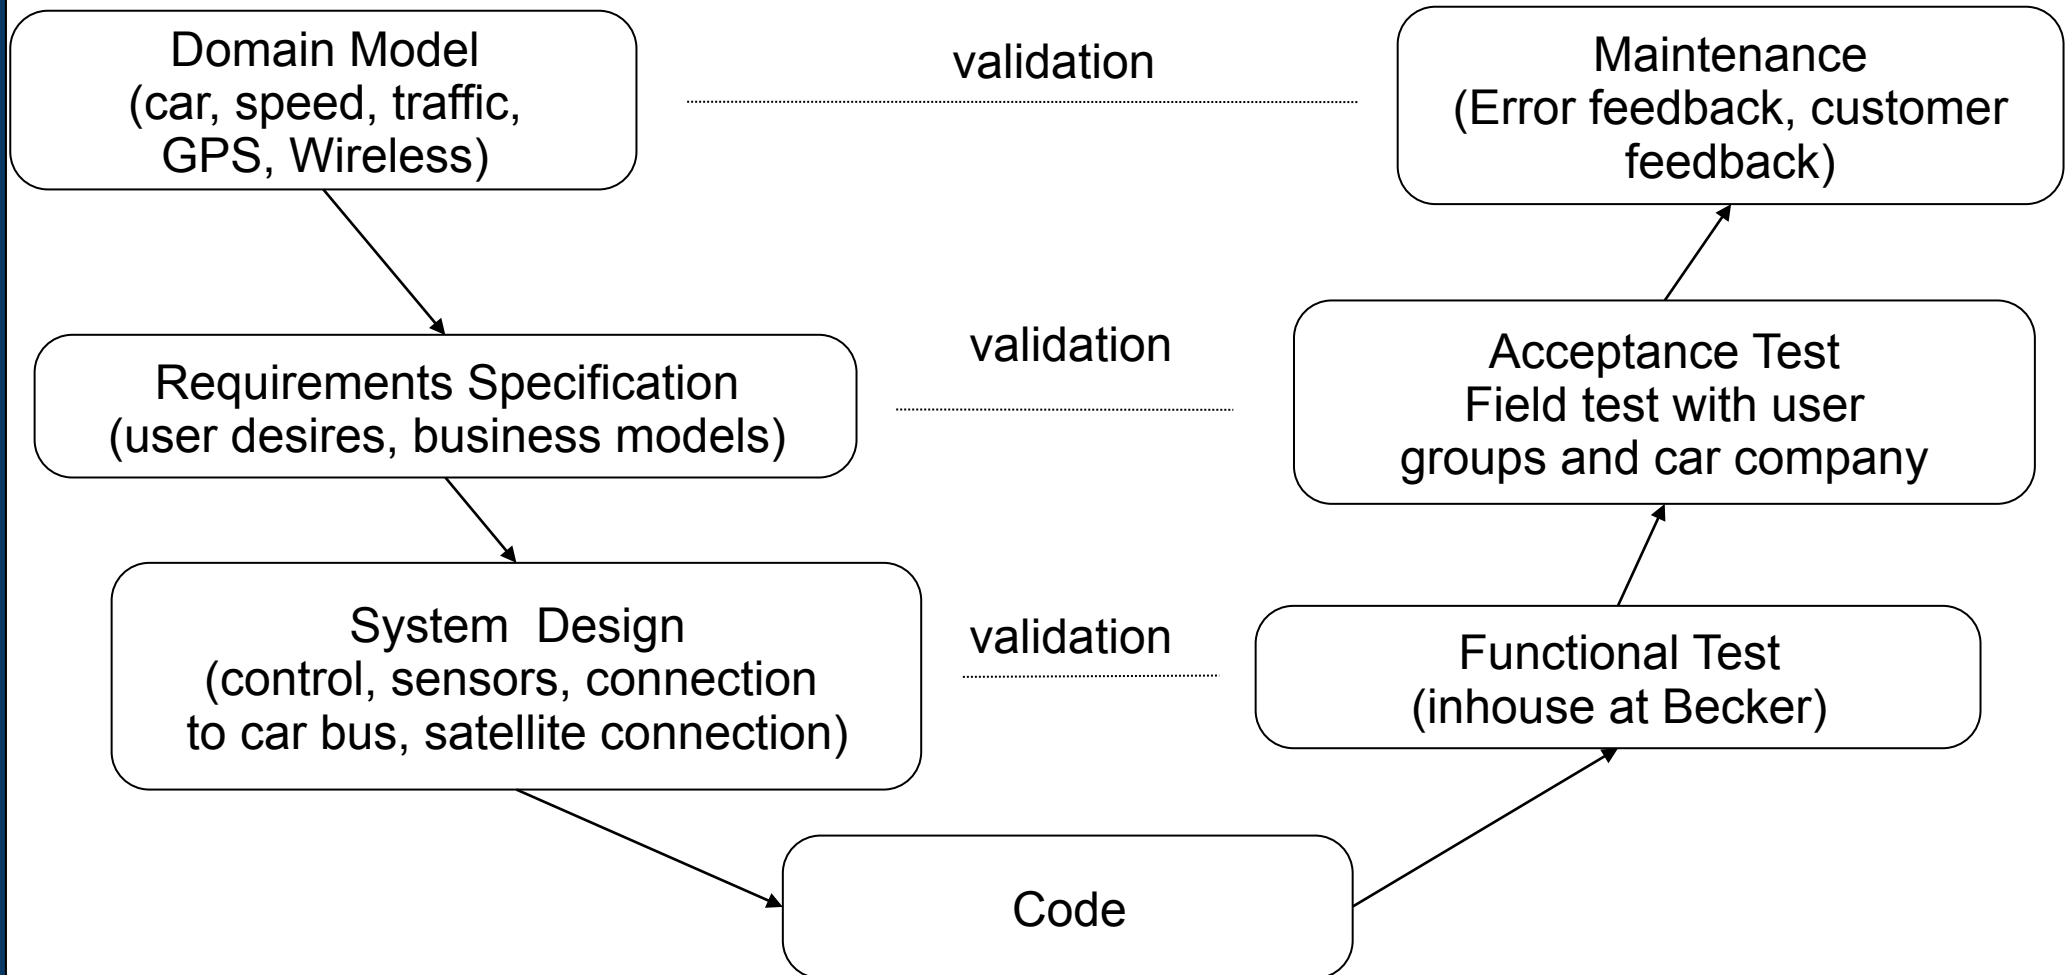 Domain Model
(car, speed, traffic,
GPS, Wireless)
validation
Maintenance
(Error feedback, customer
feedback)
Requirements Specification
(user desires, business models)
validation
Acceptance Test
Field test with user
groups and car company
System  Design
(control, sensors, connection
to car bus, satellite connection)
validation
Functional Test
(inhouse at Becker)
Code